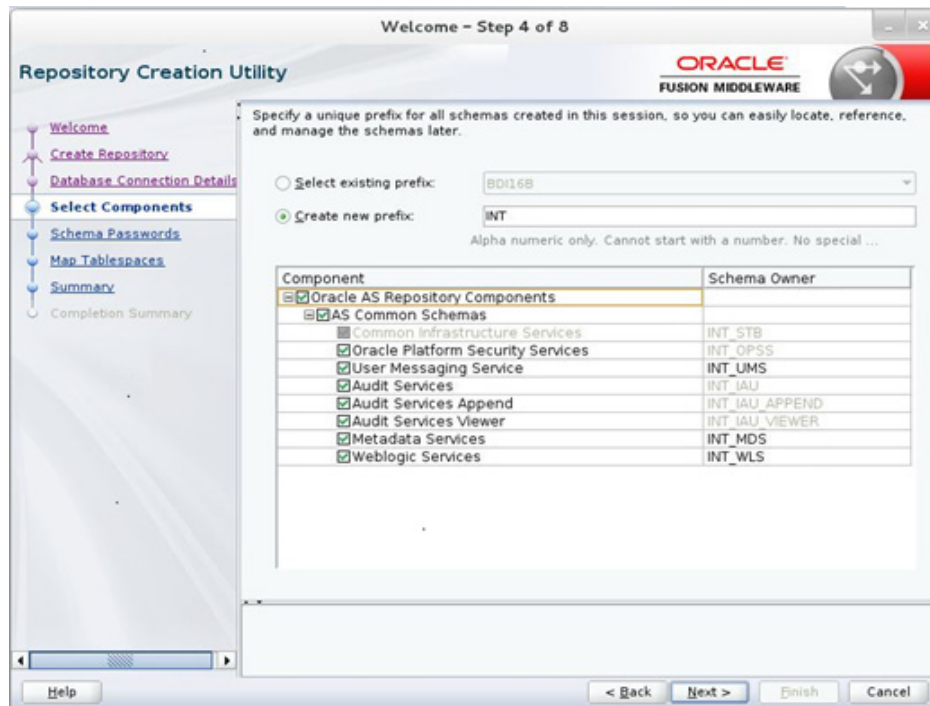 Welcome – Step 4 of 8
Repository Creation Utility
ORACLE
FUSION MIDDLEWARE
Welcome
Create Repository
Database Connection Details
Select Components
Schema Passwords
Map Tablespaces
Summary
Completion Summary
Specify a unique prefix for all schemas created in this session, so you can easily locate, reference,
and manage the schemas later.
Select existing prefix:
BDI16B
Create new prefix:
INT
Alpha numeric only. Cannot start with a number. No special ...
Component Schema Owner
Oracle AS Repository Components
AS Common Schemas
Common Infrastructure Services INT_STB
Oracle Platform Security Services INT_OPSS
User Messaging Service INT_UMS
Audit Services INT_IAU
Audit Services Append INT_IAU_APPEND
Audit Services Viewer INT_IAU_VIEWER
Metadata Services INT_MDS
Weblogic Services INT_WLS
Help < Back Next > Finish Cancel